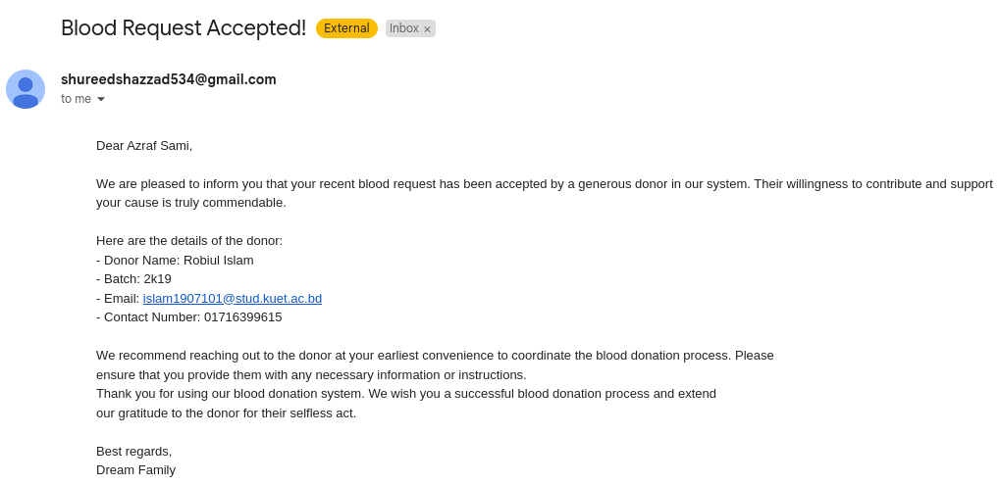 Blood Request Accepted! External Inbox ×
shureedshazzad534@gmail.com
to me
Dear Azraf Sami,
We are pleased to inform you that your recent blood request has been accepted by a generous donor in our system. Their willingness to contribute and support
your cause is truly commendable.
Here are the details of the donor:
- Donor Name: Robiul Islam
- Batch: 2k19
- Email: islam1907101@stud.kuet.ac.bd
- Contact Number: 01716399615
We recommend reaching out to the donor at your earliest convenience to coordinate the blood donation process. Please
ensure that you provide them with any necessary information or instructions.
Thank you for using our blood donation system. We wish you a successful blood donation process and extend
our gratitude to the donor for their selfless act.
Best regards,
Dream Family